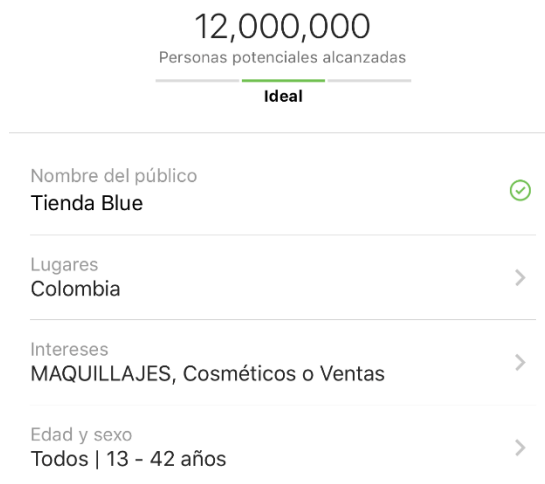 12,000,000
Personas potenciales alcanzadas
Ideal
Nombre del público
Tienda Blue
Lugares
Colombia
Intereses
MAQUILLAJES, Cosméticos o Ventas
Edad y sexo
Todos | 13 - 42 años